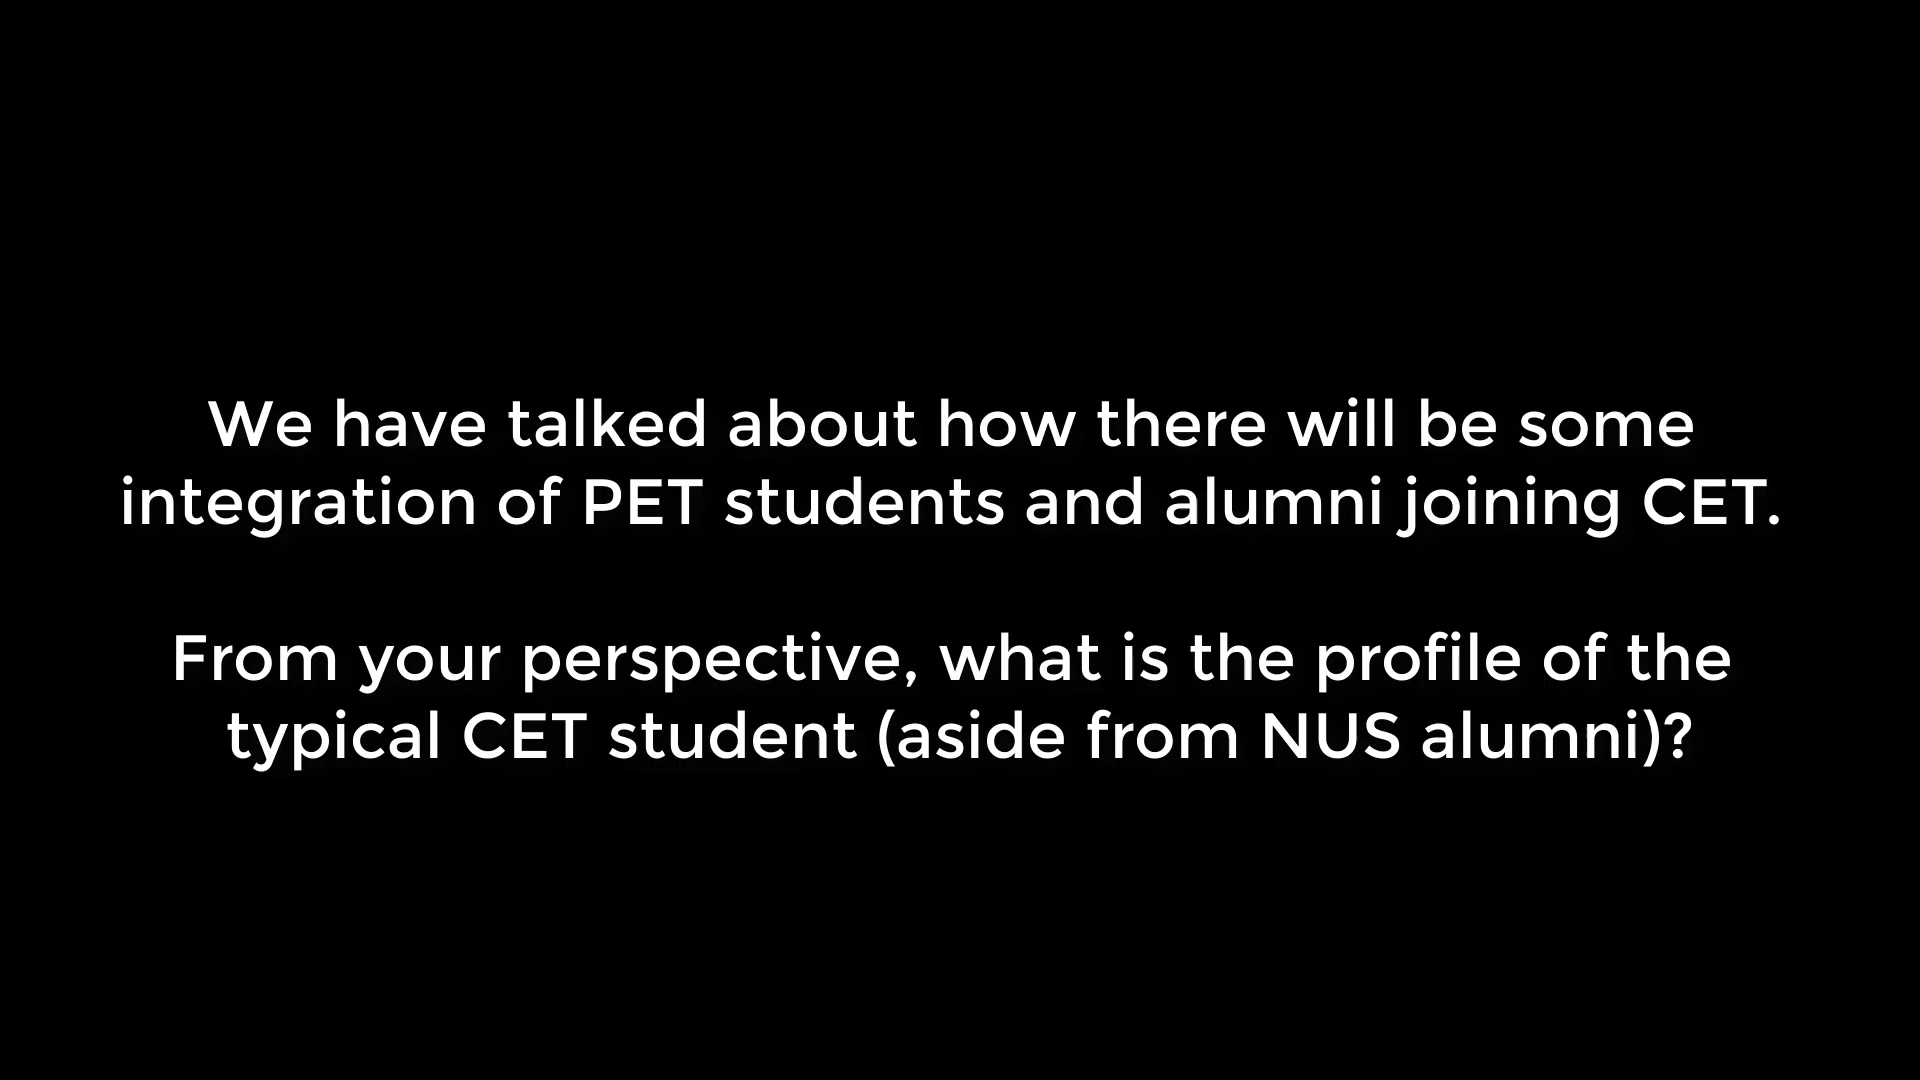 We have talked about how there will be some
integration of PET students and alumni joining CET.
From your perspective, what is the profile of the
typical CET student (aside from NUS alumni)?